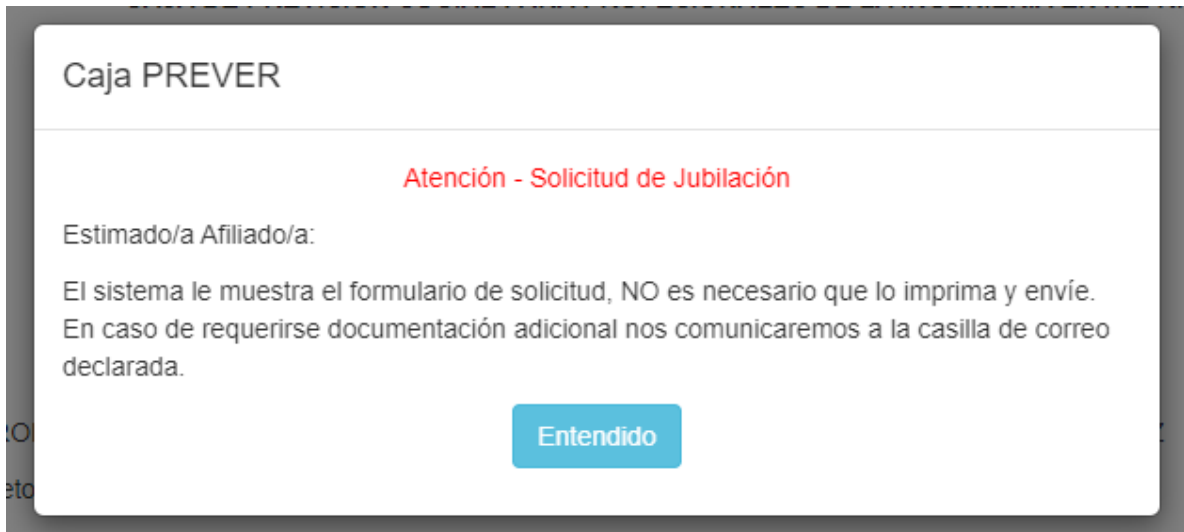 Caja PREVER
Atención - Solicitud de Jubilación
Estimado/a Afiliado/a:
El sistema le muestra el formulario de solicitud, NO es necesario que lo imprima y envíe.
En caso de requerirse documentación adicional nos comunicaremos a la casilla de correo
declarada.
Entendido